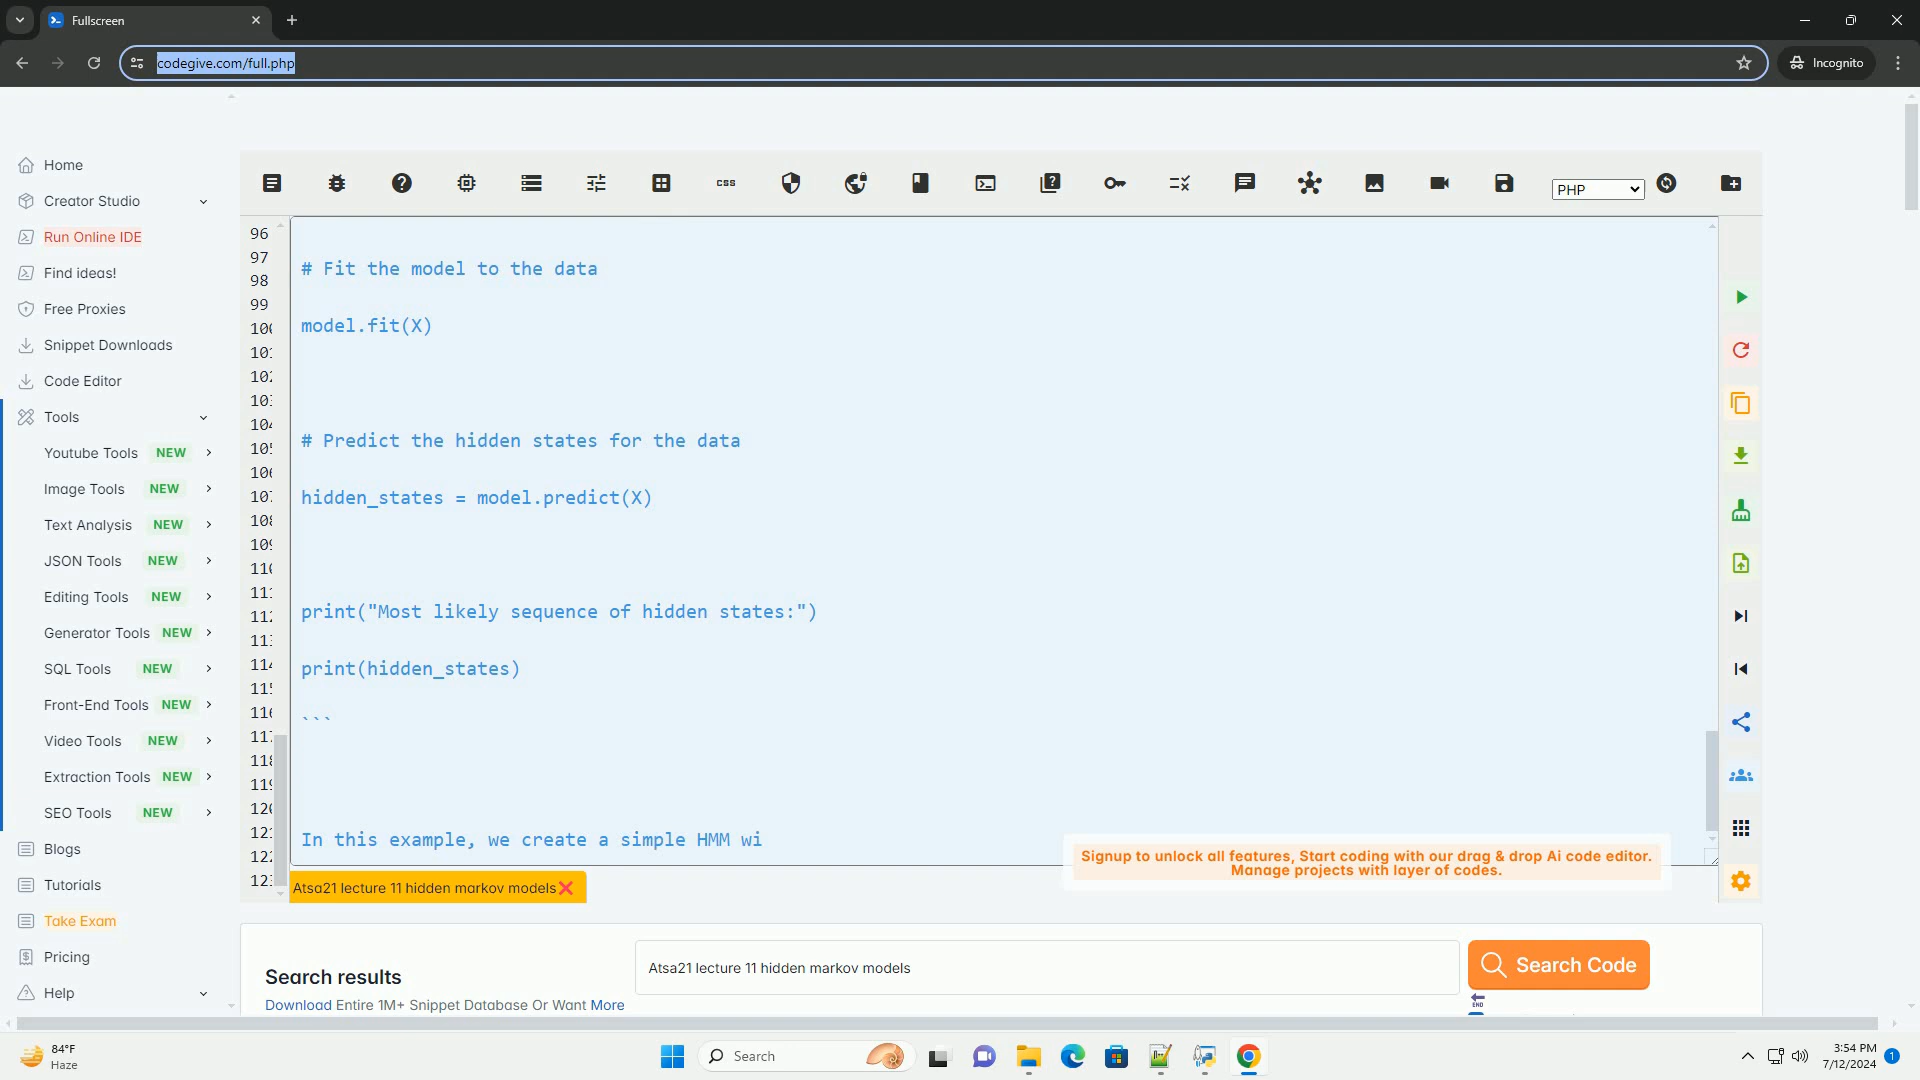 Fullscreen
codegive.com/full.php
Incognito
Home
Creator Studio
Run Online IDE
Find ideas!
Free Proxies
Snippet Downloads
Code Editor
Tools
Youtube Tools NEW
Image Tools NEW
Text Analysis NEW
JSON Tools NEW
Editing Tools NEW
Generator Tools NEW
SQL Tools NEW
Front-End Tools NEW
Video Tools NEW
Extraction Tools NEW
SEO Tools NEW
Blogs
Tutorials
Take Exam
Pricing
Help
css
PHP
96
97
98
99
# Fit the model to the data
model.fit(X)
# Predict the hidden states for the data
hidden_states = model.predict(X)
print("Most likely sequence of hidden states:")
print(hidden_states)
```
In this example, we create a simple HMM wi
Signup to unlock all features, Start coding with our drag & drop Ai code editor.
Manage projects with layer of codes.
Atsa21 lecture 11 hidden markov models
Search results
Atsa21 lecture 11 hidden markov models
Search Code
Download Entire 1M+ Snippet Database Or Want More
END
84°F
Haze
Search
3:54 PM
7/12/2024
1